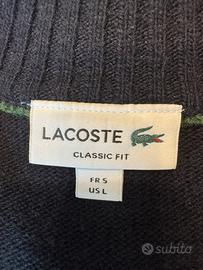 LACOSTE
CLASSIC FIT
FR 5
US L
subito